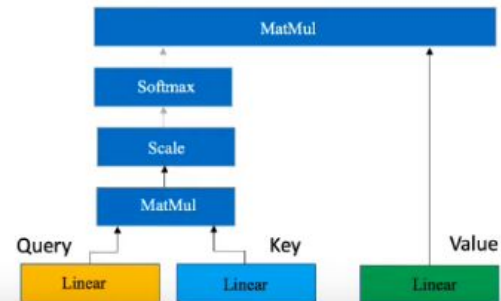 MatMul
Softmax
Scale
MatMul
Query
Key
Value
Linear
Linear
Linear